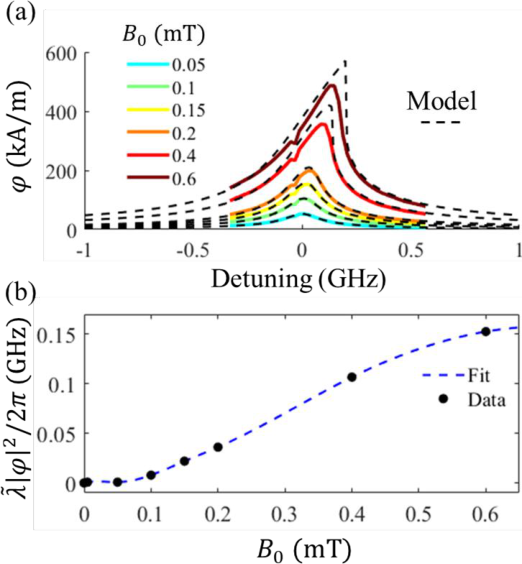 (a)
B₀ (mT)
600
400
200
0
φ (kA/m)
0.05
0.1
0.15
0.2
0.4
0.6
Model
-1
-0.5
0
0.5
1
Detuning (GHz)
(b)
0.15
0.1
0.05
0
λ̃|φ|²/2π (GHz)
Fit
Data
0
0.1
0.2
0.3
0.4
0.5
0.6
B₀ (mT)